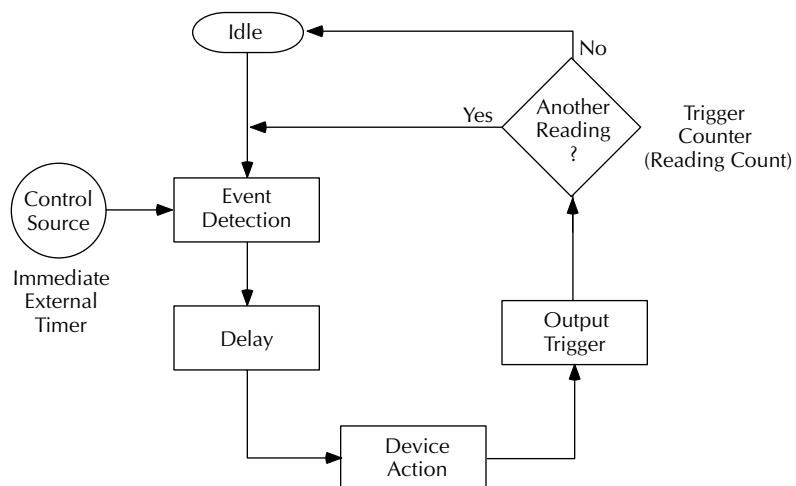 Idle
No
Yes
Another
Reading
?
Trigger
Counter
(Reading Count)
Control
Source
Event
Detection
Immediate
External
Timer
Delay
Output
Trigger
Device
Action